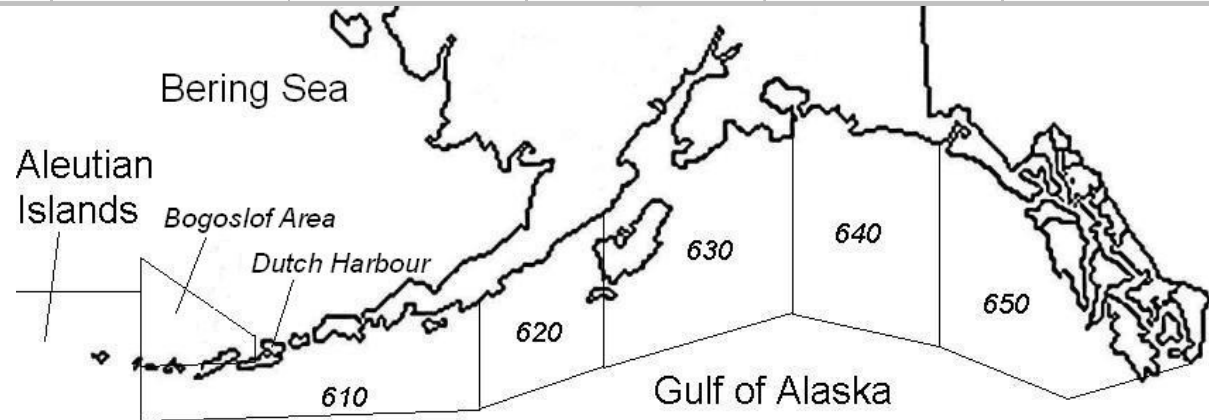 Bering Sea
Aleutian
Islands
Bogoslof Area
Dutch Harbour
630
640
650
620
610
Gulf of Alaska